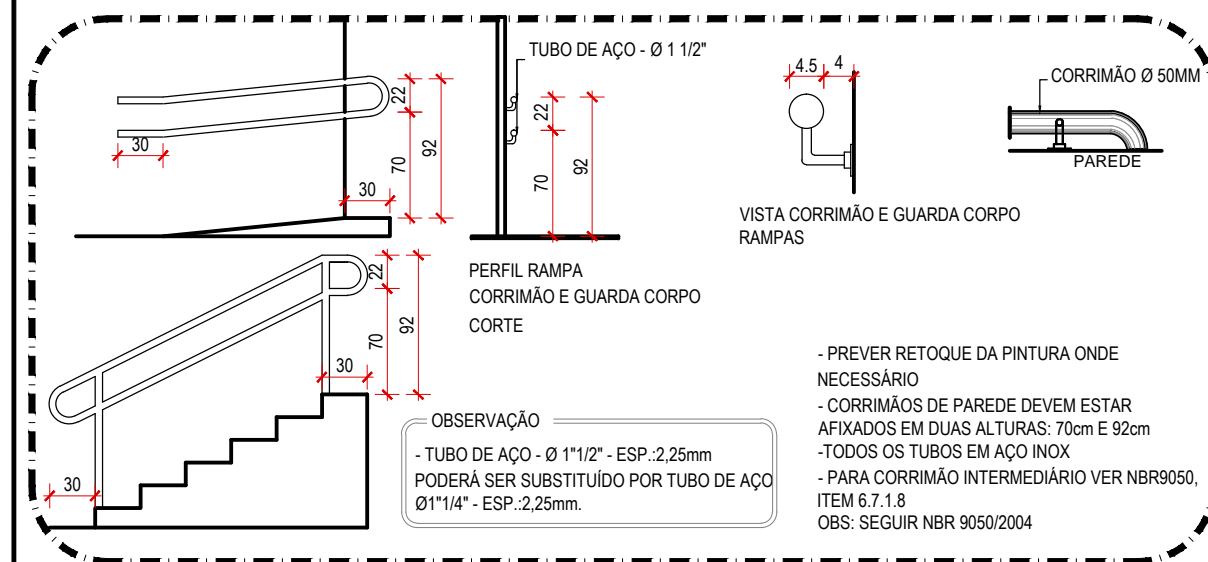 TUBO DE AÇO - Ø 1 1/2"
22
70
92
30
30
22
70
92
4.5
4
CORRIMÃO Ø 50MM
PAREDE
VISTA CORRIMÃO E GUARDA CORPO
RAMPAS
PERFIL RAMPA
CORRIMÃO E GUARDA CORPO
CORTE
22
70
92
30
30
OBSERVAÇÃO
- TUBO DE AÇO - Ø 1"1/2" - ESP.:2,25mm
PODERÁ SER SUBSTITUÍDO POR TUBO DE AÇO
Ø1"1/4" - ESP.:2,25mm.
- PREVER RETOQUE DA PINTURA ONDE
NECESSÁRIO
- CORRIMÃOS DE PAREDE DEVEM ESTAR
AFIXADOS EM DUAS ALTURAS: 70cm E 92cm
-TODOS OS TUBOS EM AÇO INOX
- PARA CORRIMÃO INTERMEDIÁRIO VER NBR9050,
ITEM 6.7.1.8
OBS: SEGUIR NBR 9050/2004